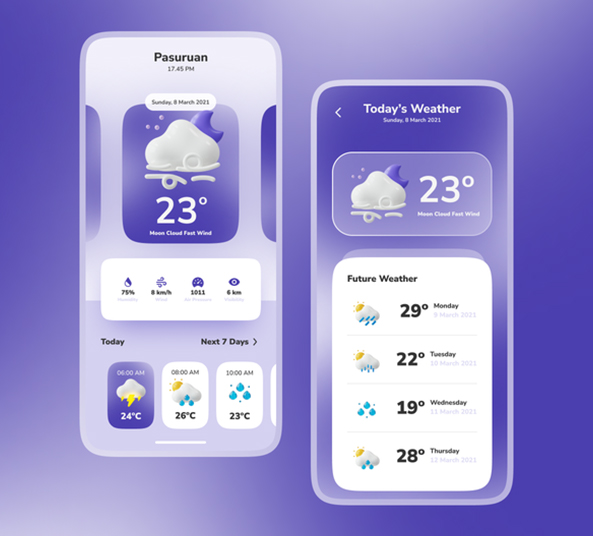 Pasuruan
17.45 PM
Sunday, 8 March 2021
23°
Moon Cloud Fast Wind
75% 8 km/h 1011 6 km
Humidity Wind Air Pressure Visibility
Today Next 7 Days
06:00 AM 08:00 AM 10:00 AM
24°C 26°C 23°C
Today's Weather
Sunday, 8 March 2021
23°
Moon Cloud Fast Wind
Future Weather
29° Monday
9 March 2021
22° Tuesday
10 March 2021
19° Wednesday
11 March 2021
28° Thursday
12 March 2021